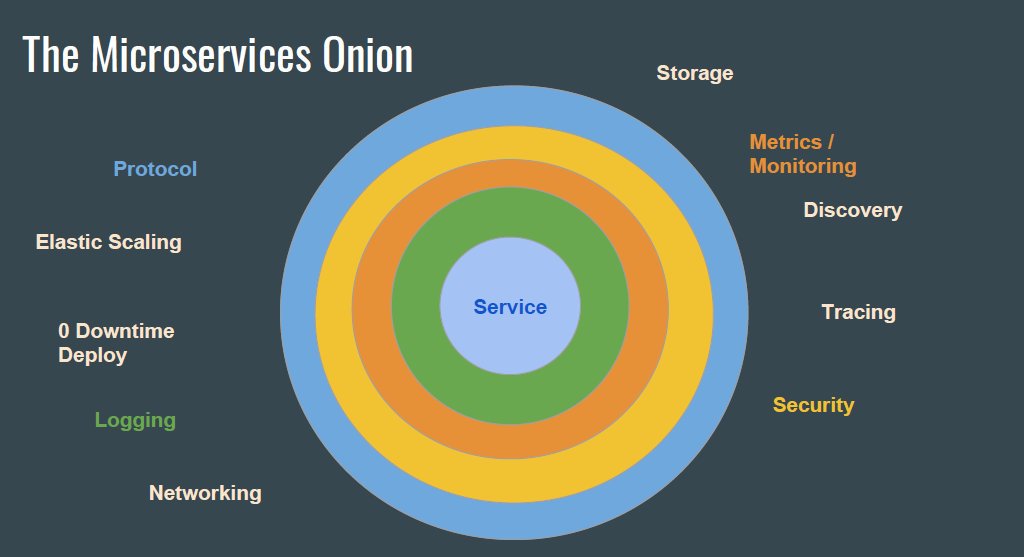 The Microservices Onion
Storage
Metrics /
Monitoring
Protocol
Discovery
Elastic Scaling
Service
Tracing
0 Downtime
Deploy
Security
Logging
Networking